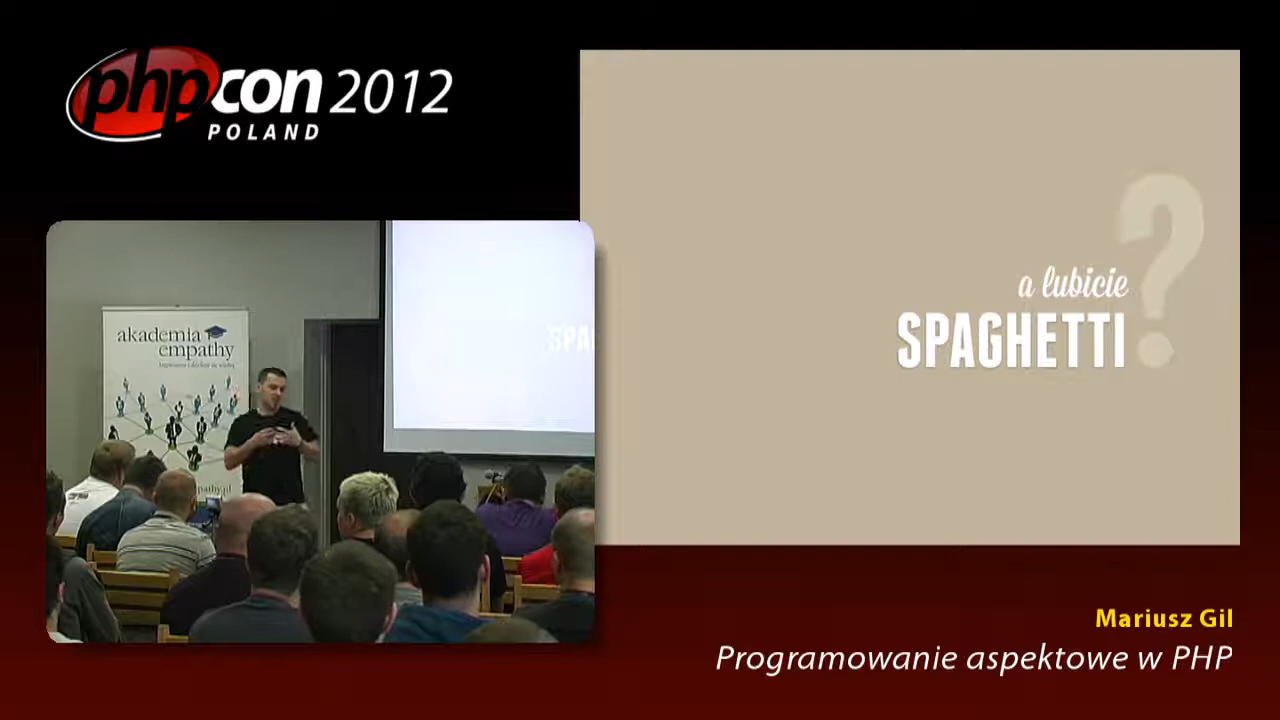 phpcon 2012
POLAND
a lubicie
SPAGHETTI?
akademia
empathy
SPA
Mariusz Gil
Programowanie aspektowe w PHP